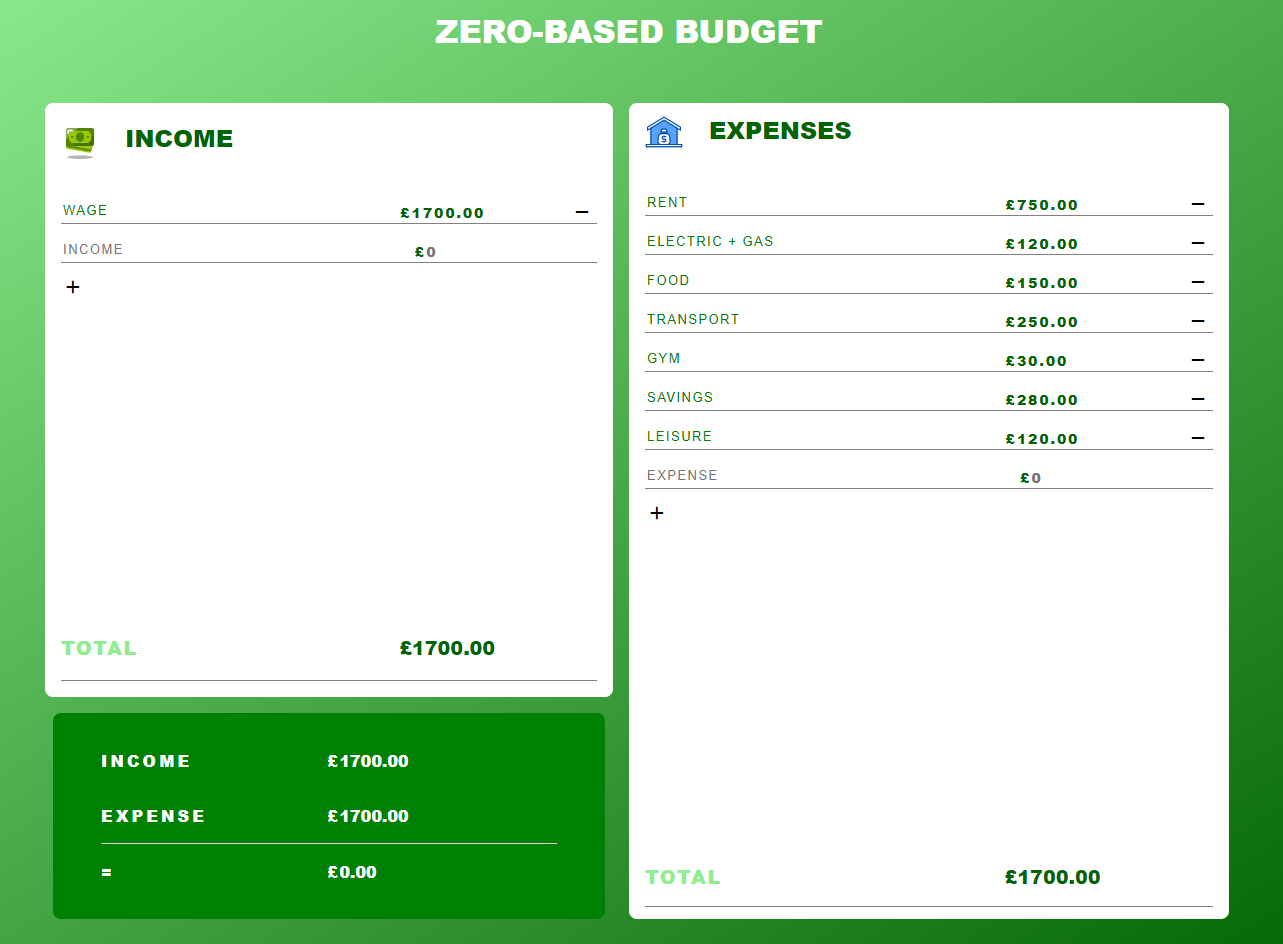 ZERO-BASED BUDGET
INCOME
WAGE £1700.00 −
INCOME £0
+
TOTAL £1700.00
INCOME £1700.00
EXPENSE £1700.00
= £0.00
$ EXPENSES
RENT £750.00 −
ELECTRIC + GAS £120.00 −
FOOD £150.00 −
TRANSPORT £250.00 −
GYM £30.00 −
SAVINGS £280.00 −
LEISURE £120.00 −
EXPENSE £0
+
TOTAL £1700.00